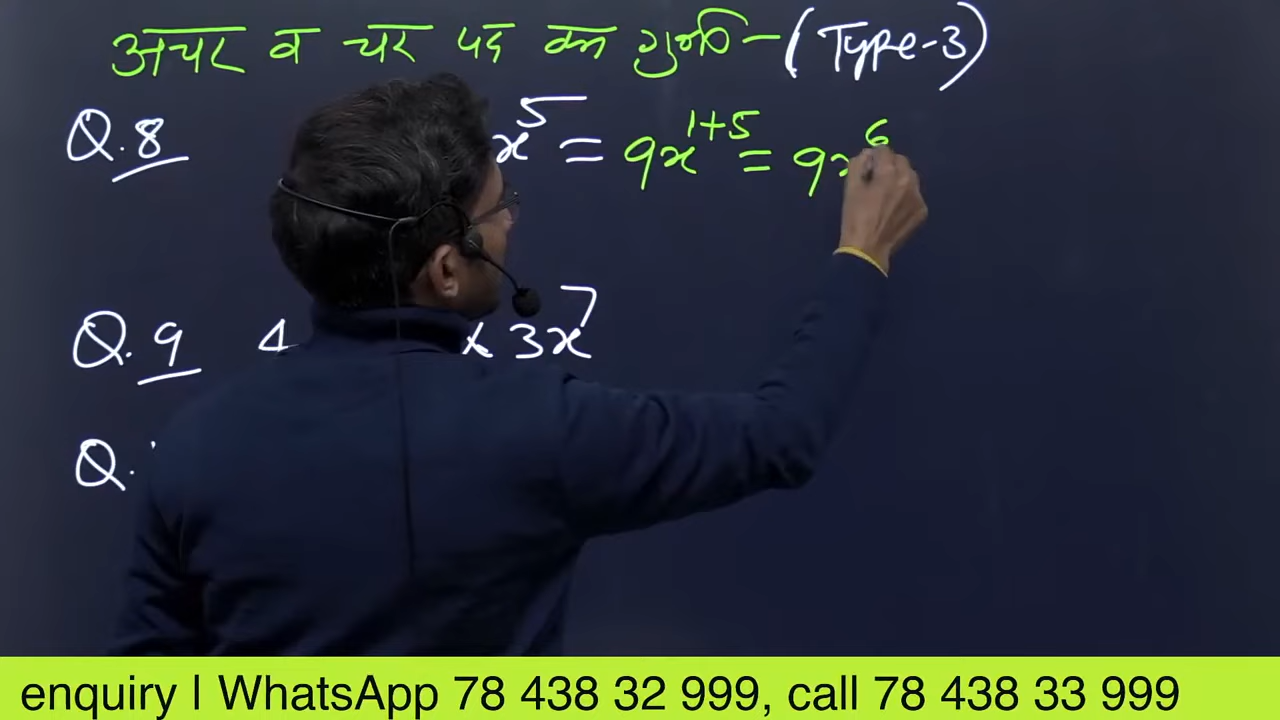 अचर व चर पद का गुणा – (Type-3)
Q.8 x⁵ = 9x¹⁺⁵ = 9x⁶
Q.9 4 × 3x⁷
Q.
enquiry | WhatsApp 78 438 32 999, call 78 438 33 999